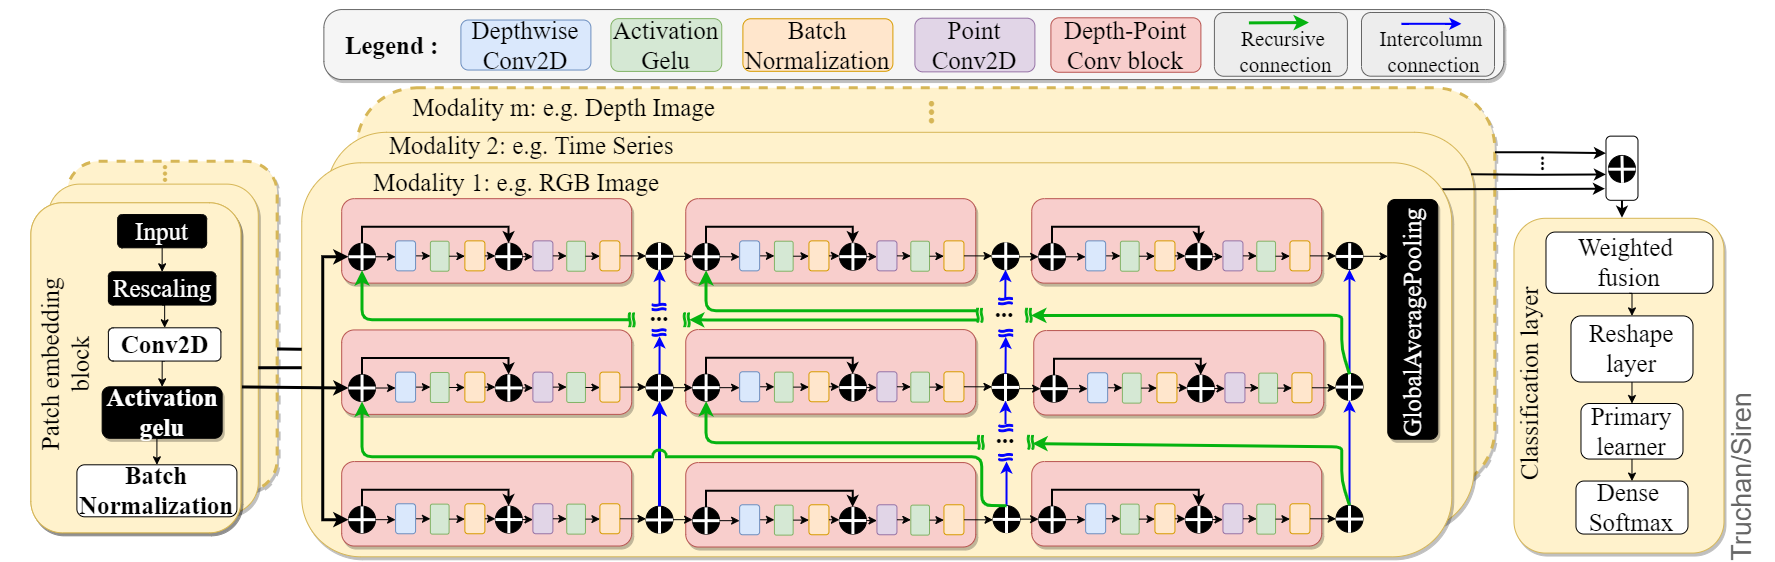 Legend :
Depthwise
Conv2D
Activation
Gelu
Batch
Normalization
Point
Conv2D
Depth-Point
Conv block
Recursive
connection
Intercolumn
connection
Modality m: e.g. Depth Image
Modality 2: e.g. Time Series
Modality 1: e.g. RGB Image
Patch embedding
block
Input
Rescaling
Conv2D
Activation
gelu
Batch
Normalization
GlobalAveragePooling
Classification layer
Weighted
fusion
Reshape
layer
Primary
learner
Dense
Softmax
Truchan/Siren